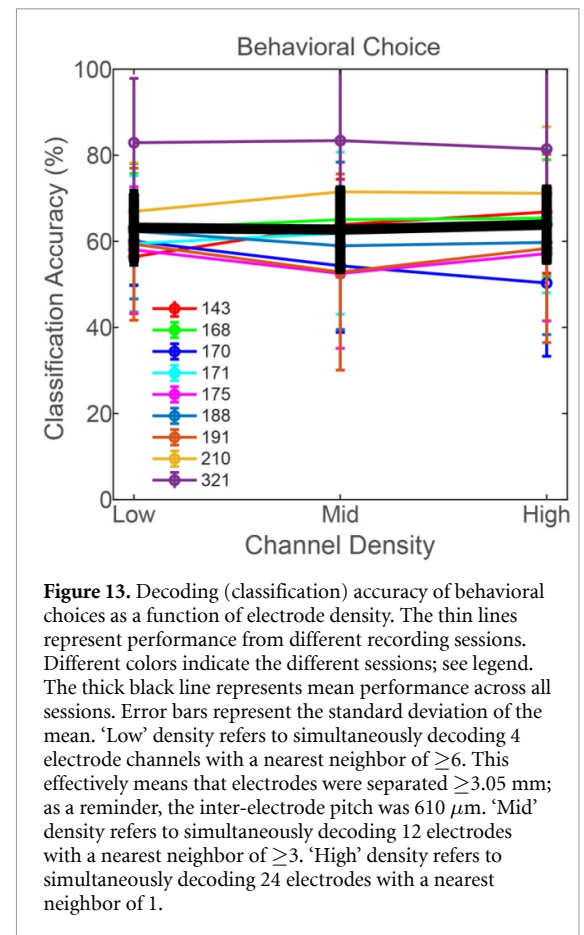 Behavioral Choice
100
80
60
40
20
0
Classification Accuracy (%)
143
168
170
171
175
188
191
210
321
Low Mid High
Channel Density
Figure 13. Decoding (classification) accuracy of behavioral
choices as a function of electrode density. The thin lines
represent performance from different recording sessions.
Different colors indicate the different sessions; see legend.
The thick black line represents mean performance across all
sessions. Error bars represent the standard deviation of the
mean. ‘Low’ density refers to simultaneously decoding 4
electrode channels with a nearest neighbor of ≥6. This
effectively means that electrodes were separated ≥3.05 mm;
as a reminder, the inter-electrode pitch was 610 μm. ‘Mid’
density refers to simultaneously decoding 12 electrodes
with a nearest neighbor of ≥3. ‘High’ density refers to
simultaneously decoding 24 electrodes with a nearest
neighbor of 1.